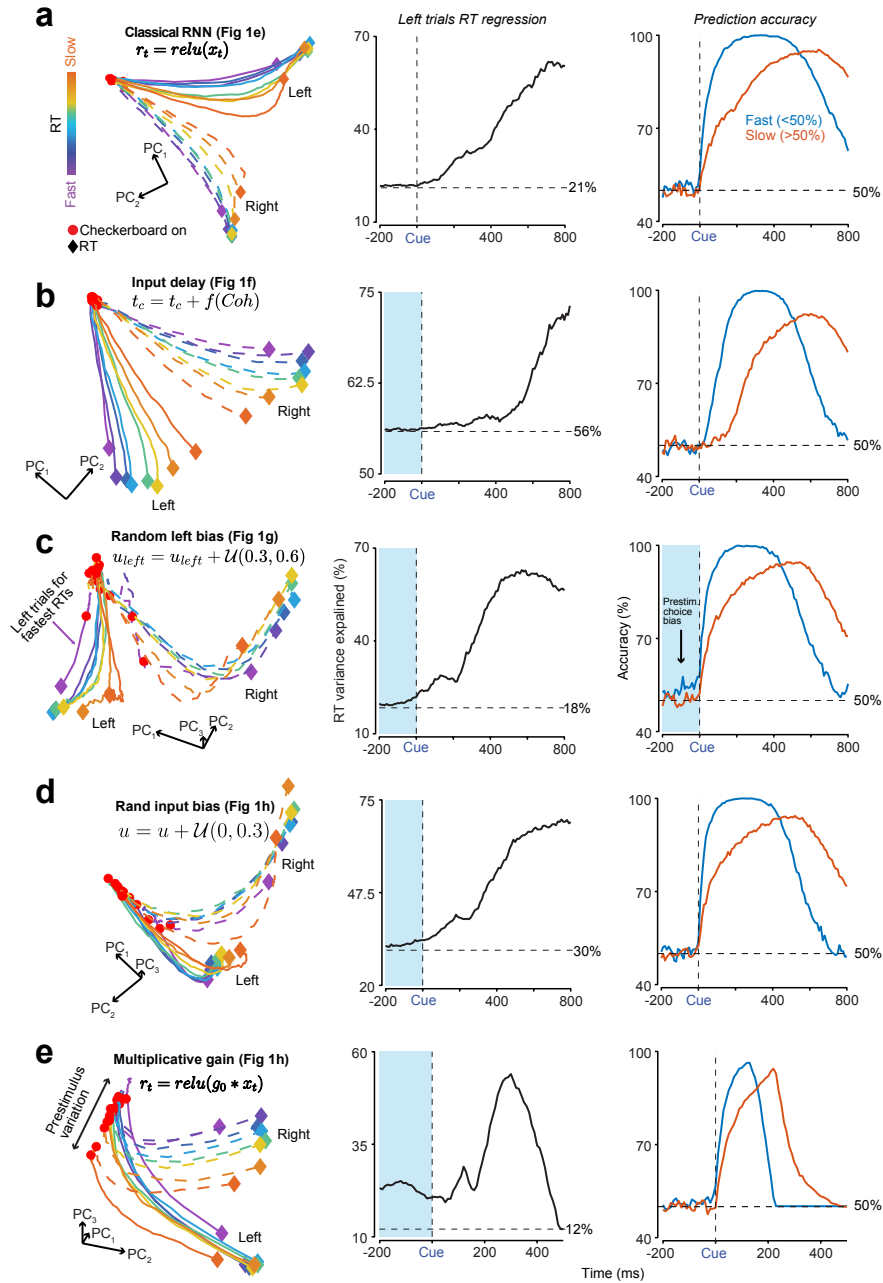 a
Classical RNN (Fig 1e)
r_t = relu(x_t)
Slow
RT
Fast
Left
Right
PC1
PC2
Checkerboard on
RT
Left trials RT regression
70
40
10
21%
-200 Cue 400 800
Prediction accuracy
100
70
40
Fast (<50%)
Slow (>50%)
50%
-200 Cue 400 800
b
Input delay (Fig 1f)
t_c = t_c + f(Coh)
Right
Left
PC1
PC2
75
62.5
50
56%
-200 Cue 400 800
100
70
40
50%
-200 Cue 400 800
c
Random left bias (Fig 1g)
u_left = u_left + U(0.3, 0.6)
Left trials for
fastest RTs
Left
Right
PC1
PC3
PC2
RT variance expalined (%)
70
40
10
18%
-200 Cue 400 800
Accuracy (%)
100
70
40
Prestim
choice
bias
50%
-200 Cue 400 800
d
Rand input bias (Fig 1h)
u = u + U(0, 0.3)
Right
Left
PC1
PC3
PC2
75
47.5
20
30%
-200 Cue 400 800
100
70
40
50%
-200 Cue 400 800
e
Multiplicative gain (Fig 1h)
r_t = relu(g_0 * x_t)
Prestimulus
variation
Right
Left
PC3
PC1
PC2
60
35
10
12%
-200 Cue 200 400
100
70
40
50%
-200 Cue 200 400
Time (ms)